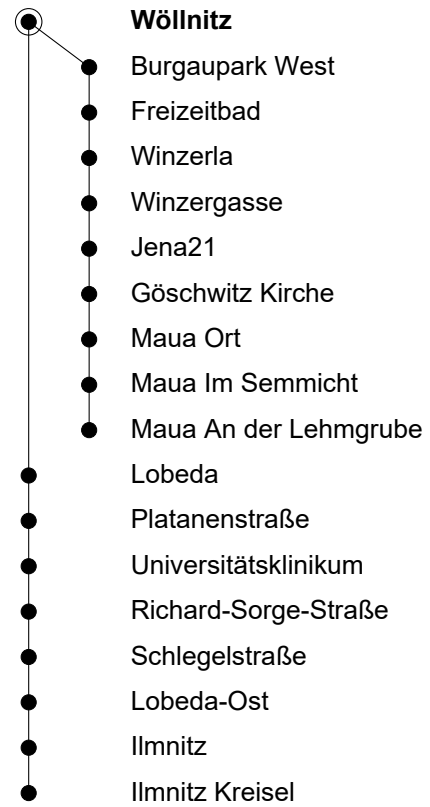 Wöllnitz
Burgaupark West
Freizeitbad
Winzerla
Winzergasse
Jena21
Göschwitz Kirche
Maua Ort
Maua Im Semmicht
Maua An der Lehmgrube
Lobeda
Platanenstraße
Universitätsklinikum
Richard-Sorge-Straße
Schlegelstraße
Lobeda-Ost
Ilmnitz
Ilmnitz Kreisel